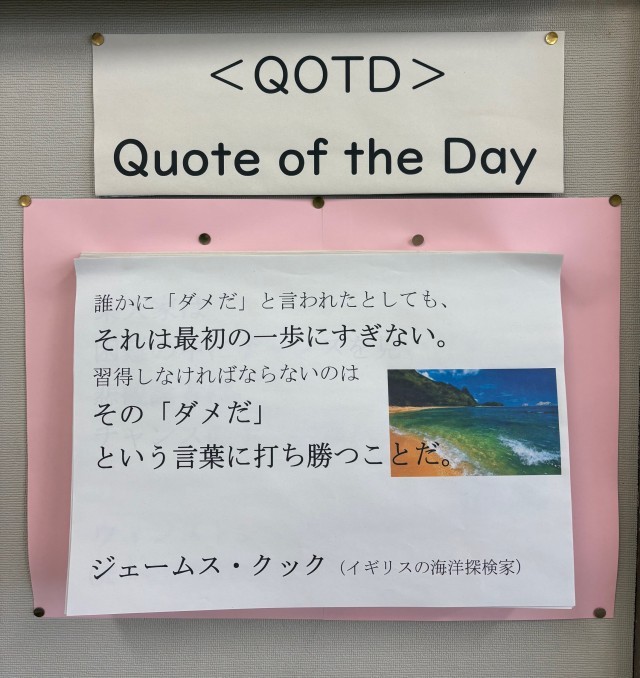 ＜QOTD＞
Quote of the Day
誰かに「ダメだ」と言われたとしても、
それは最初の一歩にすぎない。
習得しなければならないのは
その「ダメだ」
という言葉に打ち勝つことだ。
ジェームス・クック（イギリスの海洋探検家）